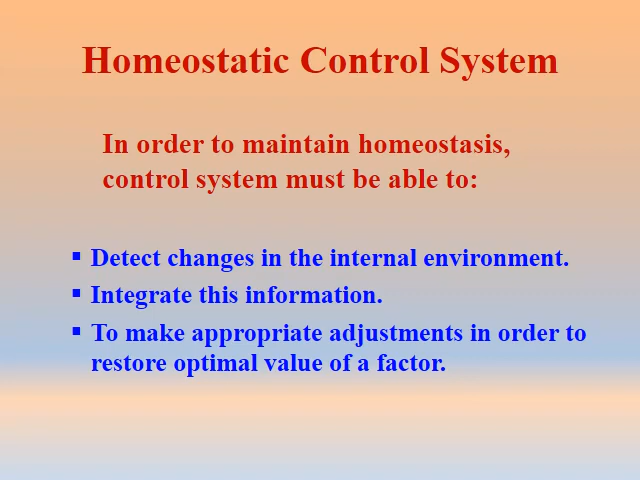 Homeostatic Control System
In order to maintain homeostasis,
control system must be able to:
▪ Detect changes in the internal environment.
▪ Integrate this information.
▪ To make appropriate adjustments in order to
restore optimal value of a factor.